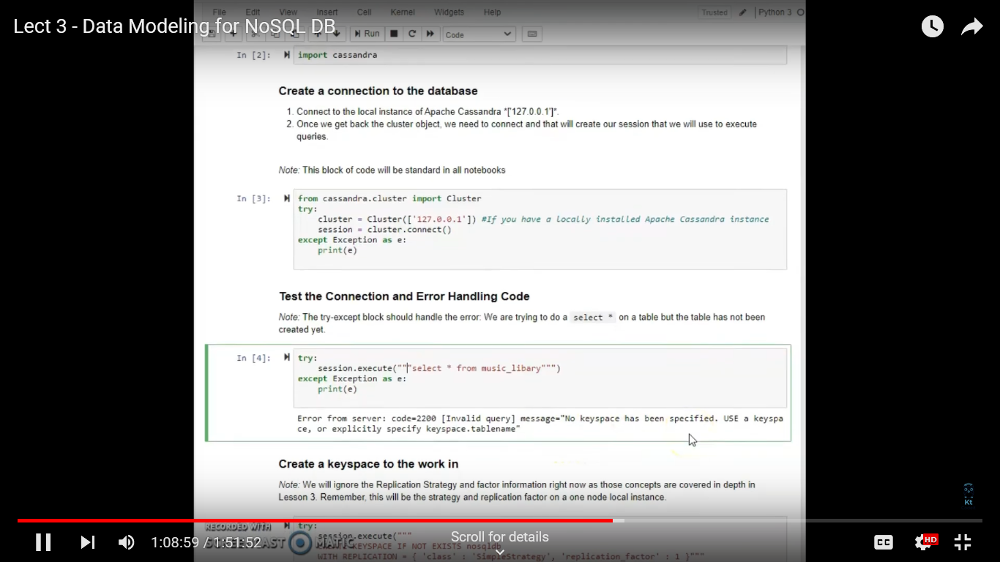 File Edit View Insert Cell Kernel Widgets Help Trusted Python 3
Lect 3 - Data Modeling for NoSQL DB
Run Code
In [2]: import cassandra
Create a connection to the database
1. Connect to the local instance of Apache Cassandra *['127.0.0.1']*.
2. Once we get back the cluster object, we need to connect and that will create our session that we will use to execute
queries.
Note: This block of code will be standard in all notebooks
In [3]: from cassandra.cluster import Cluster
try:
cluster = Cluster(['127.0.0.1']) #If you have a locally installed Apache Cassandra instance
session = cluster.connect()
except Exception as e:
print(e)
Test the Connection and Error Handling Code
Note: The try-except block should handle the error: We are trying to do a select * on a table but the table has not been
created yet.
In [4]: try:
session.execute("""select * from music_libary""")
except Exception as e:
print(e)
Error from server: code=2200 [Invalid query] message="No keyspace has been specified. USE a keyspa
ce, or explicitly specify keyspace.tablename"
Create a keyspace to the work in
Note: We will ignore the Replication Strategy and factor information right now as those concepts are covered in depth in
Lesson 3. Remember, this will be the strategy and replication factor on a one node local instance.
Kt
RECORDED WITH try:
session.execute("""
1:08:59 / 1:51:52 Scroll for details CC HD
SCREENCAST MATIC KEYSPACE IF NOT EXISTS nosqldb
WITH REPLICATION = { 'class' : 'SimpleStrategy', 'replication_factor' : 1 }"""